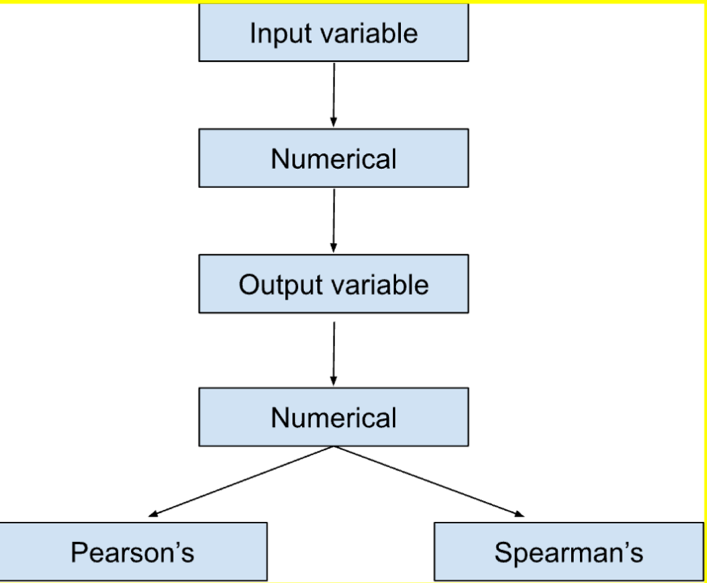 Input variable
Numerical
Output variable
Numerical
Pearson’s
Spearman’s